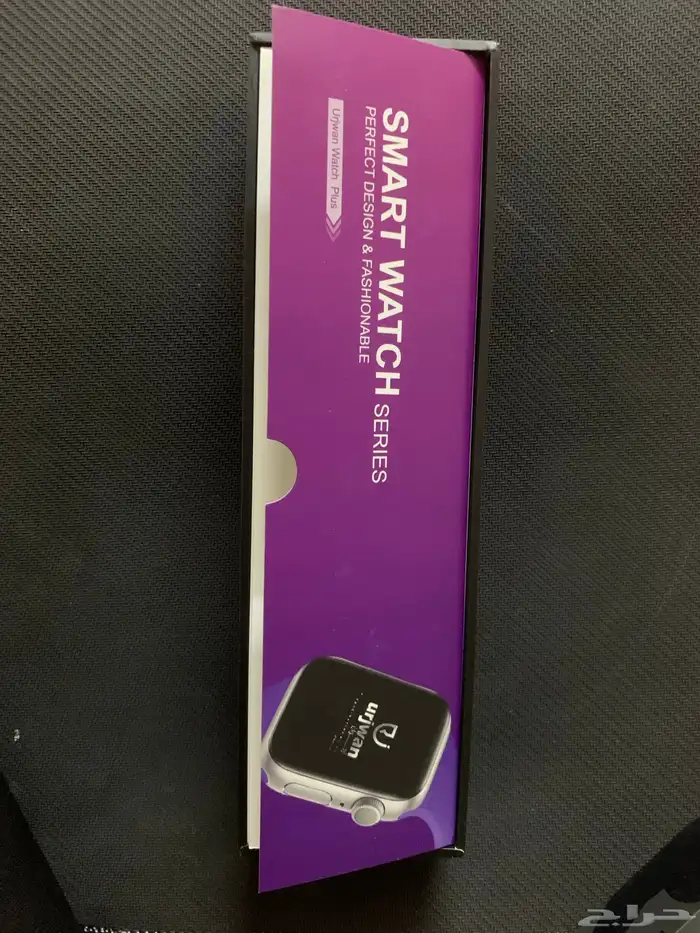 SMART WATCH SERIES
PERFECT DESIGN & FASHIONABLE
Urjwan Watch Plus
urjwan
حراج